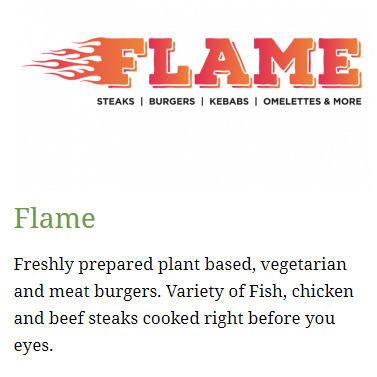 FLAME
STEAKS | BURGERS | KEBABS | OMELETTES & MORE
Flame
Freshly prepared plant based, vegetarian
and meat burgers. Variety of Fish, chicken
and beef steaks cooked right before you
eyes.